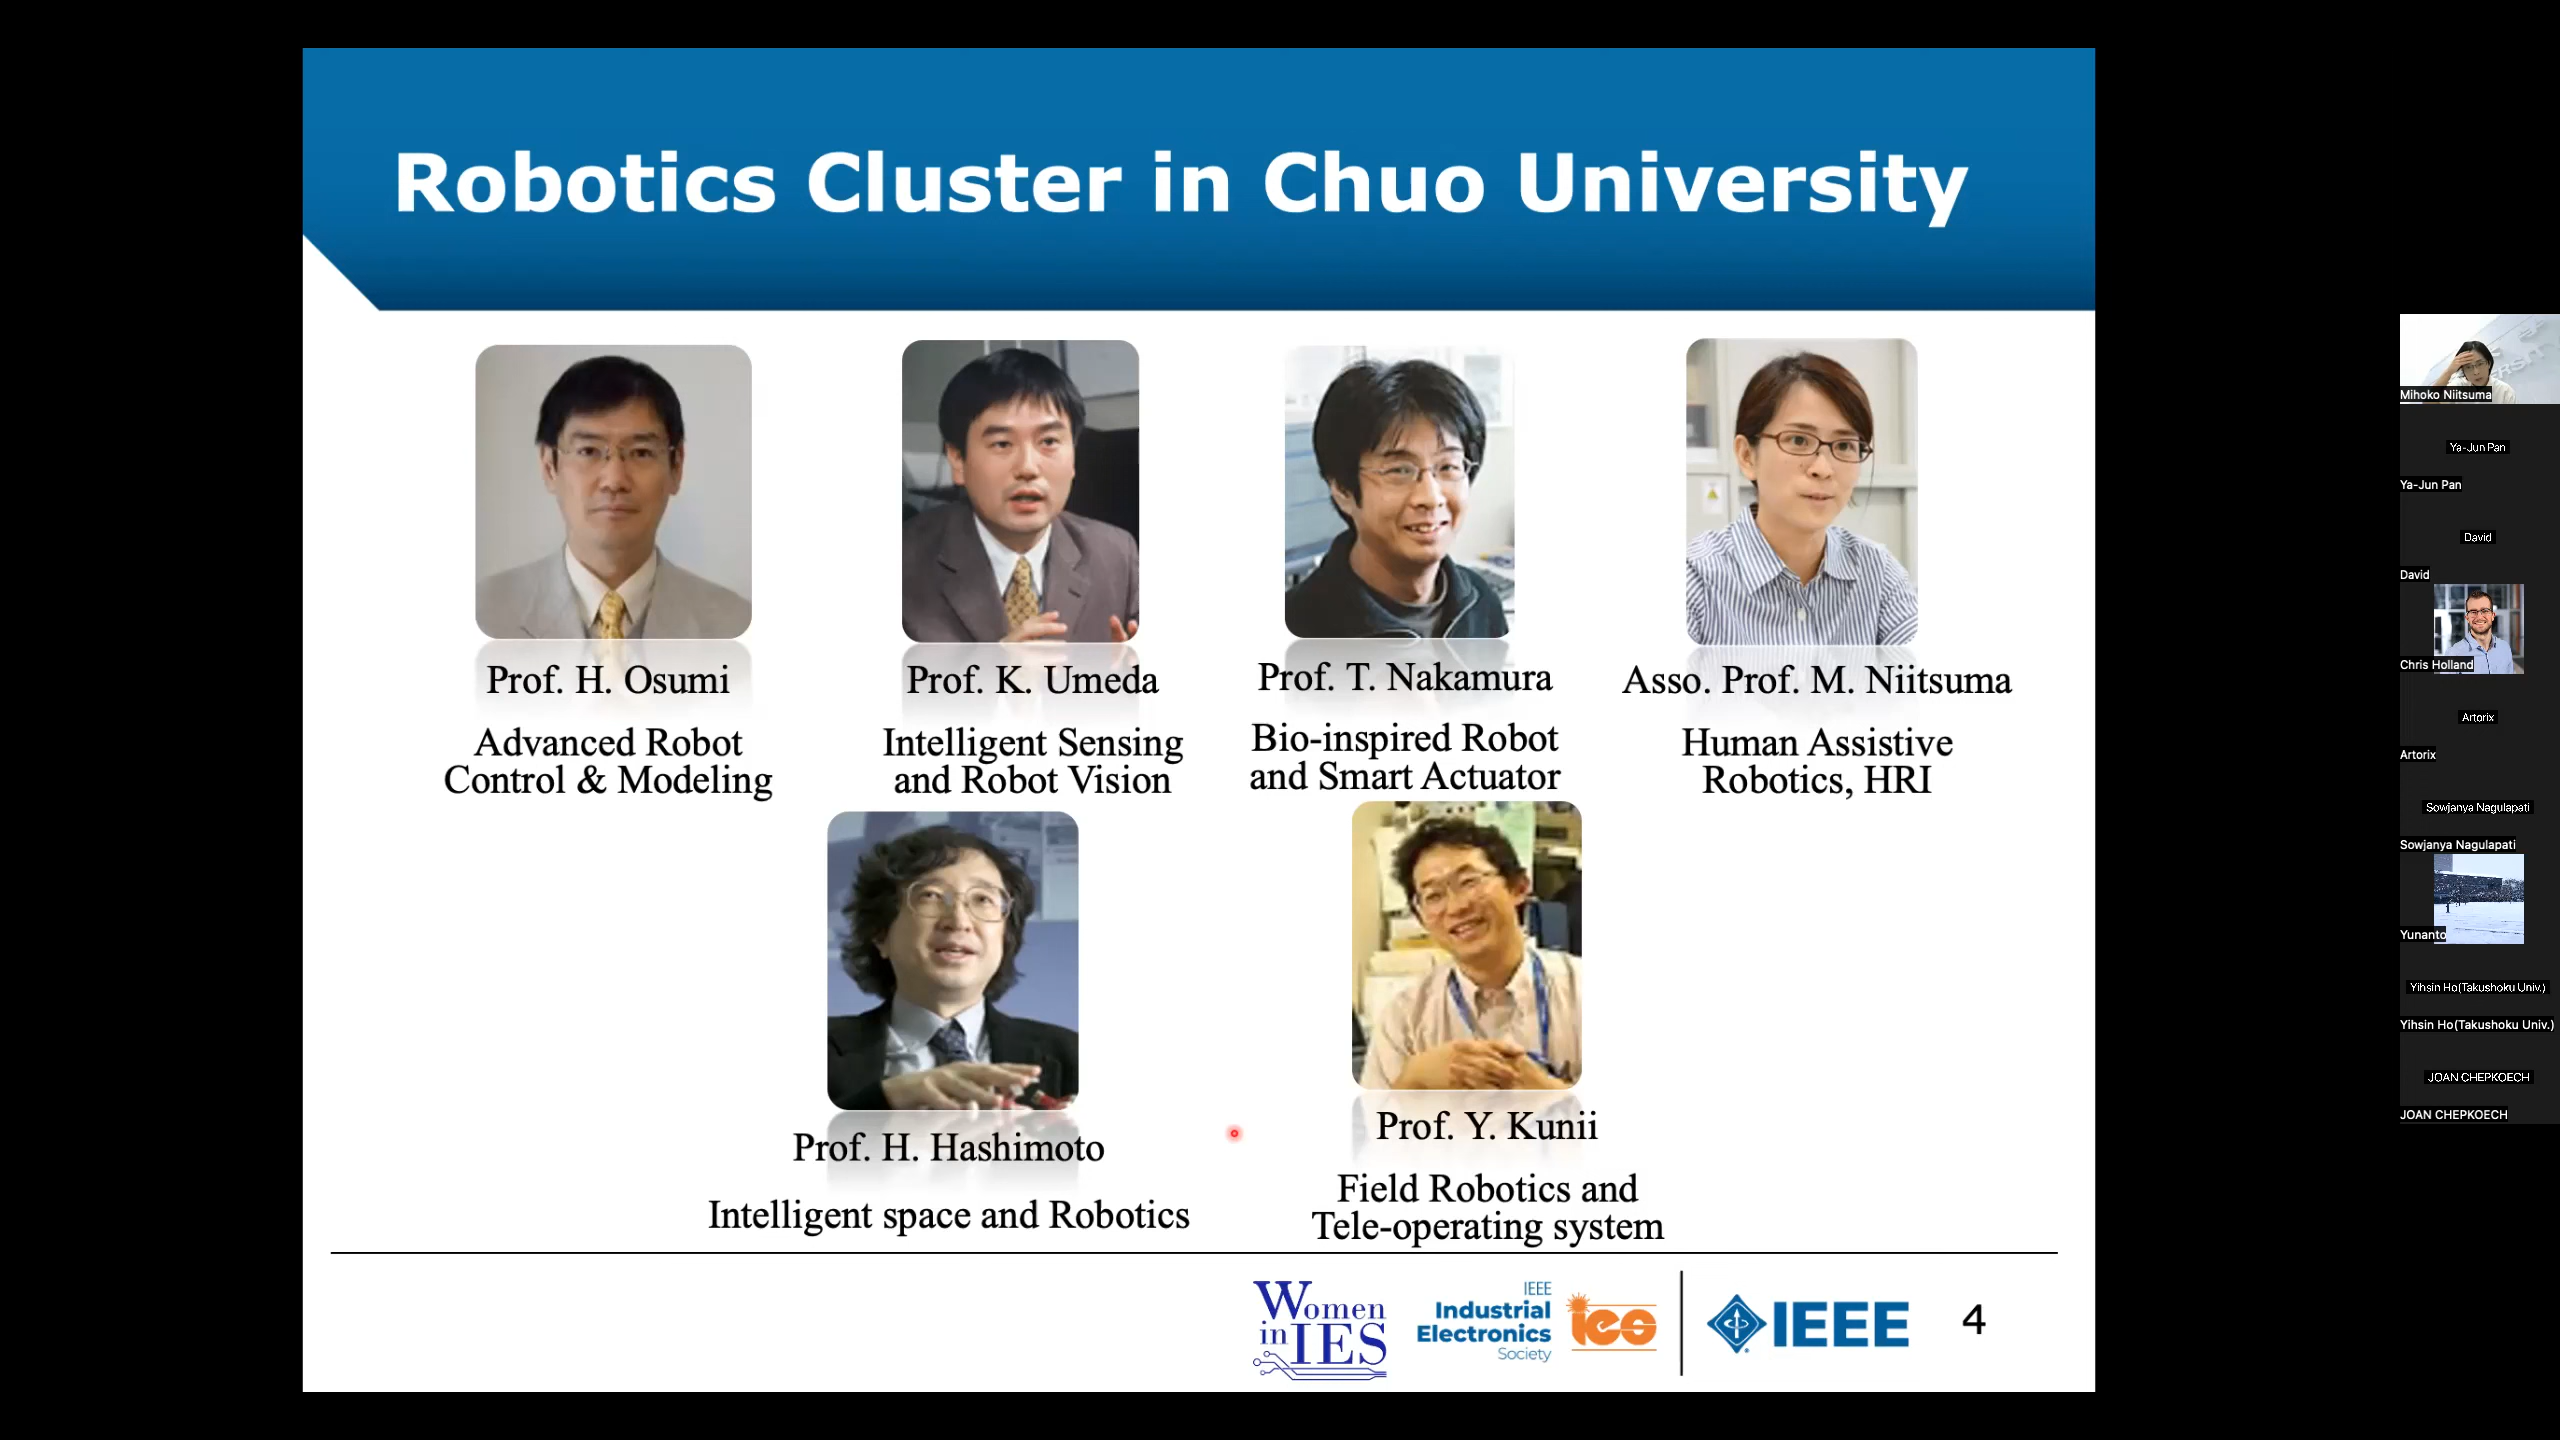 Robotics Cluster in Chuo University
Prof. H. Osumi
Advanced Robot
Control & Modeling
Prof. K. Umeda
Intelligent Sensing
and Robot Vision
Prof. T. Nakamura
Bio-inspired Robot
and Smart Actuator
Asso. Prof. M. Niitsuma
Human Assistive
Robotics, HRI
Prof. H. Hashimoto
Intelligent space and Robotics
Prof. Y. Kunii
Field Robotics and
Tele-operating system
Women
in IES
IEEE
Industrial
Electronics
Society
ies
IEEE
4
Mihoko Niitsuma
Ya-Jun Pan
Ya-Jun Pan
David
David
Chris Holland
Artorix
Artorix
Sowjanya Nagulapati
Sowjanya Nagulapati
Yunanto
Yihsin Ho(Takushoku Univ.)
Yihsin Ho(Takushoku Univ.)
JOAN CHEPKOECH
JOAN CHEPKOECH